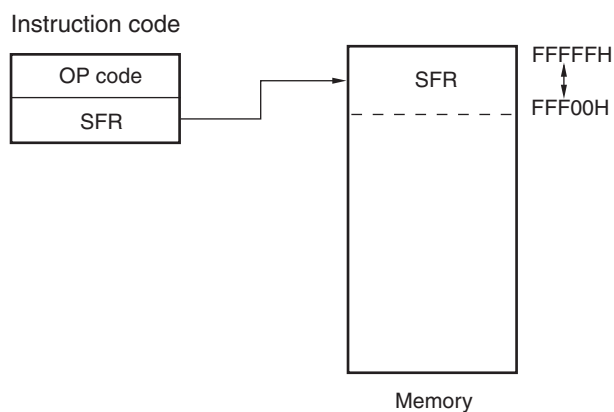 Instruction code
OP code
SFR
SFR
FFFFFH
FFF00H
Memory